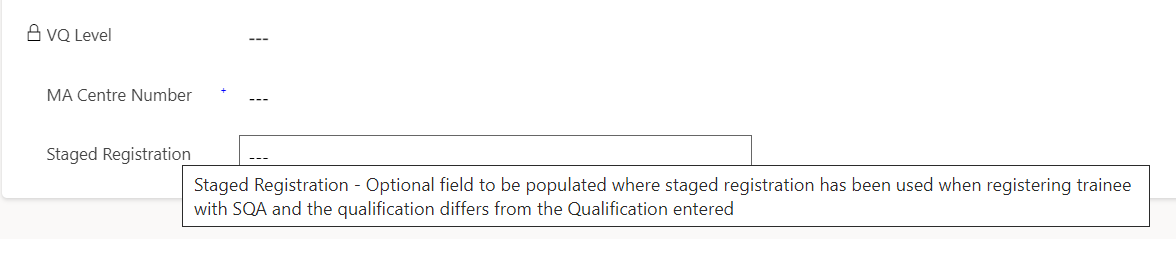 VQ Level ---
MA Centre Number + ---
Staged Registration ---
Staged Registration - Optional field to be populated where staged registration has been used when registering trainee
with SQA and the qualification differs from the Qualification entered